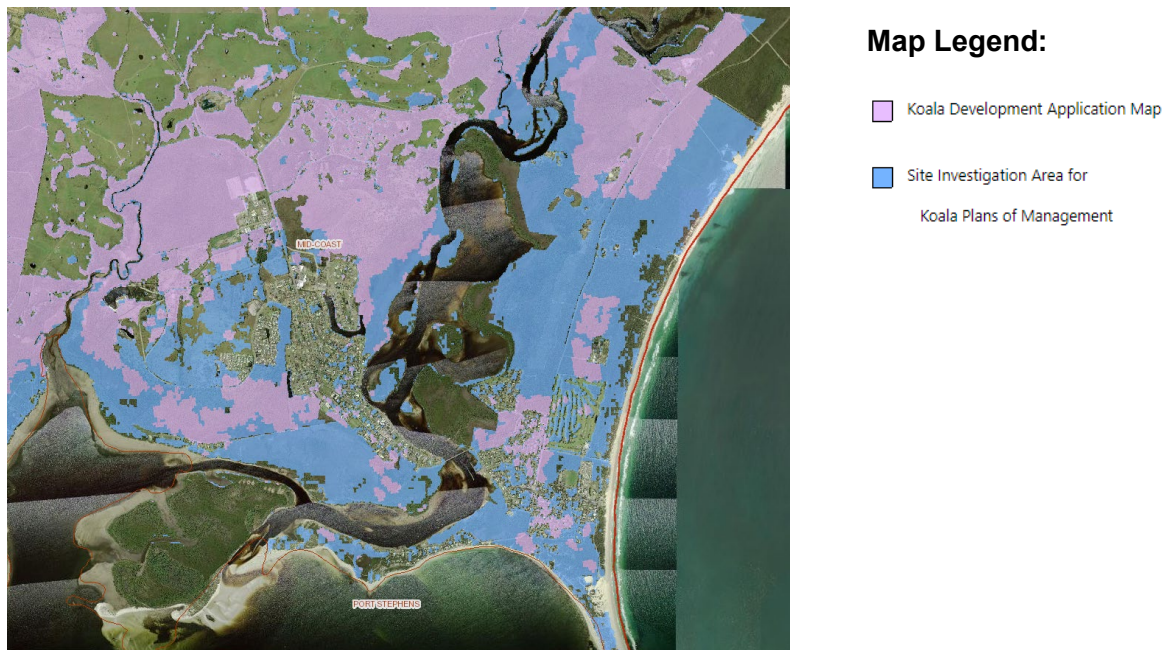 Map Legend:
Koala Development Application Map
Site Investigation Area for
Koala Plans of Management
MID-COAST
PORT STEPHENS